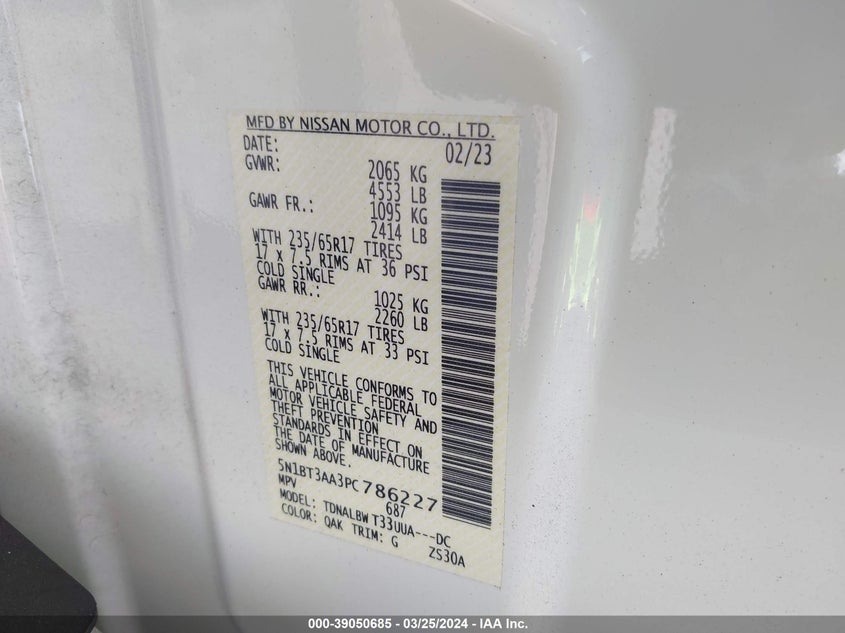 MFD BY NISSAN MOTOR CO., LTD.
DATE: 02/23
GVWR: 2065 KG
4553 LB
GAWR FR.: 1095 KG
2414 LB
WITH 235/65R17 TIRES
17 X 7.5 RIMS AT 36 PSI
COLD SINGLE
GAWR RR.: 1025 KG
2260 LB
WITH 235/65R17 TIRES
17 X 7.5 RIMS AT 33 PSI
COLD SINGLE
THIS VEHICLE CONFORMS TO
ALL APPLICABLE FEDERAL
MOTOR VEHICLE SAFETY AND
THEFT PREVENTION
STANDARDS IN EFFECT ON
THE DATE OF MANUFACTURE
SHOWN ABOVE.
5N1BT3AA3PC786227
MPV 687
MODEL: TDNALBW T33UUA---DC
COLOR: QAK TRIM: G ZS30A
000-39050685 - 03/25/2024 - IAA Inc.